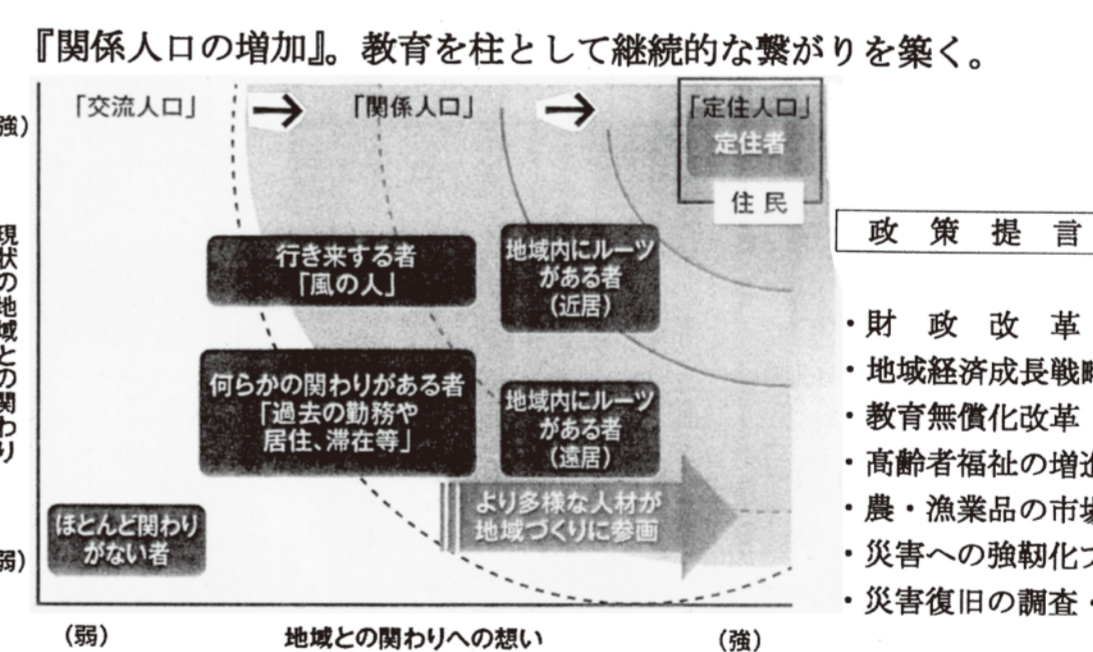 『関係人口の増加』。教育を柱として継続的な繋がりを築く。
「交流人口」 → 「関係人口」 → 「定住人口」
定住者
住民
強)
現状の地域との関わり
弱)
行き来する者
「風の人」
地域内にルーツ
がある者
(近居)
何らかの関わりがある者
「過去の勤務や
居住、滞在等」
地域内にルーツ
がある者
(遠居)
より多様な人材が
地域づくりに参画
ほとんど関わり
がない者
(弱) 地域との関わりへの想い (強)
政策提言
・財政改革
・地域経済成長戦略
・教育無償化改革
・高齢者福祉の増進
・農・漁業品の市場
・災害への強靭化
・災害復旧の調査・